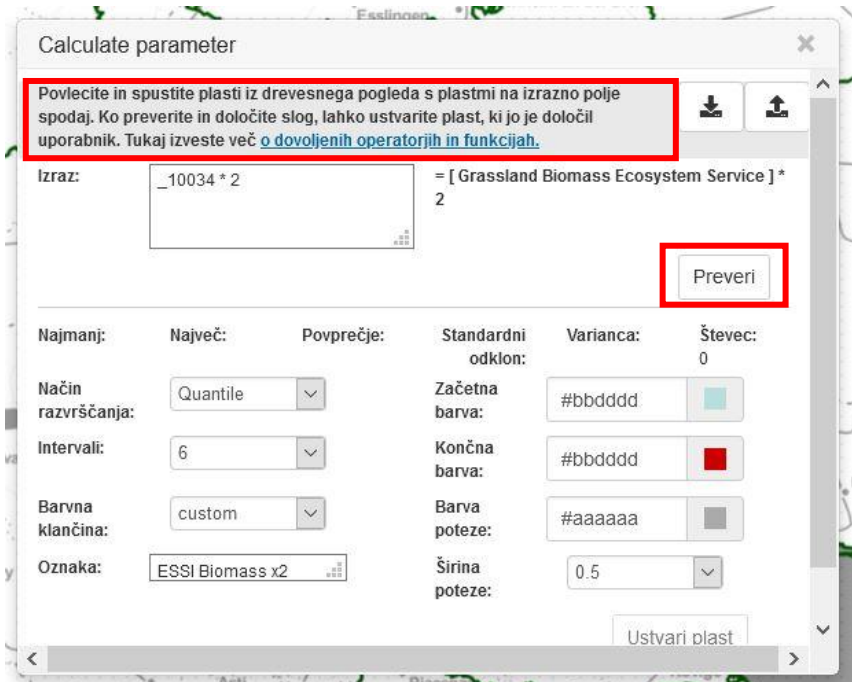 Esslingen
Calculate parameter
Povlecite in spustite plasti iz drevesnega pogleda s plastmi na izrazno polje
spodaj. Ko preverite in določite slog, lahko ustvarite plast, ki jo je določil
uporabnik. Tukaj izveste več o dovoljenih operatorjih in funkcijah.
Izraz:
_10034 * 2
= [ Grassland Biomass Ecosystem Service ] *
2
Preveri
Najmanj: Največ: Povprečje: Standardni Varianca: Števec:
odklon: 0
Način
razvrščanja:
Quantile
Začetna
barva:
#bbdddd
Intervali:
6
Končna
barva:
#bbdddd
Barvna
klančina:
custom
Barva
poteze:
#aaaaaa
Oznaka:
ESSI Biomass x2
Širina
poteze:
0.5
Ustvari plast